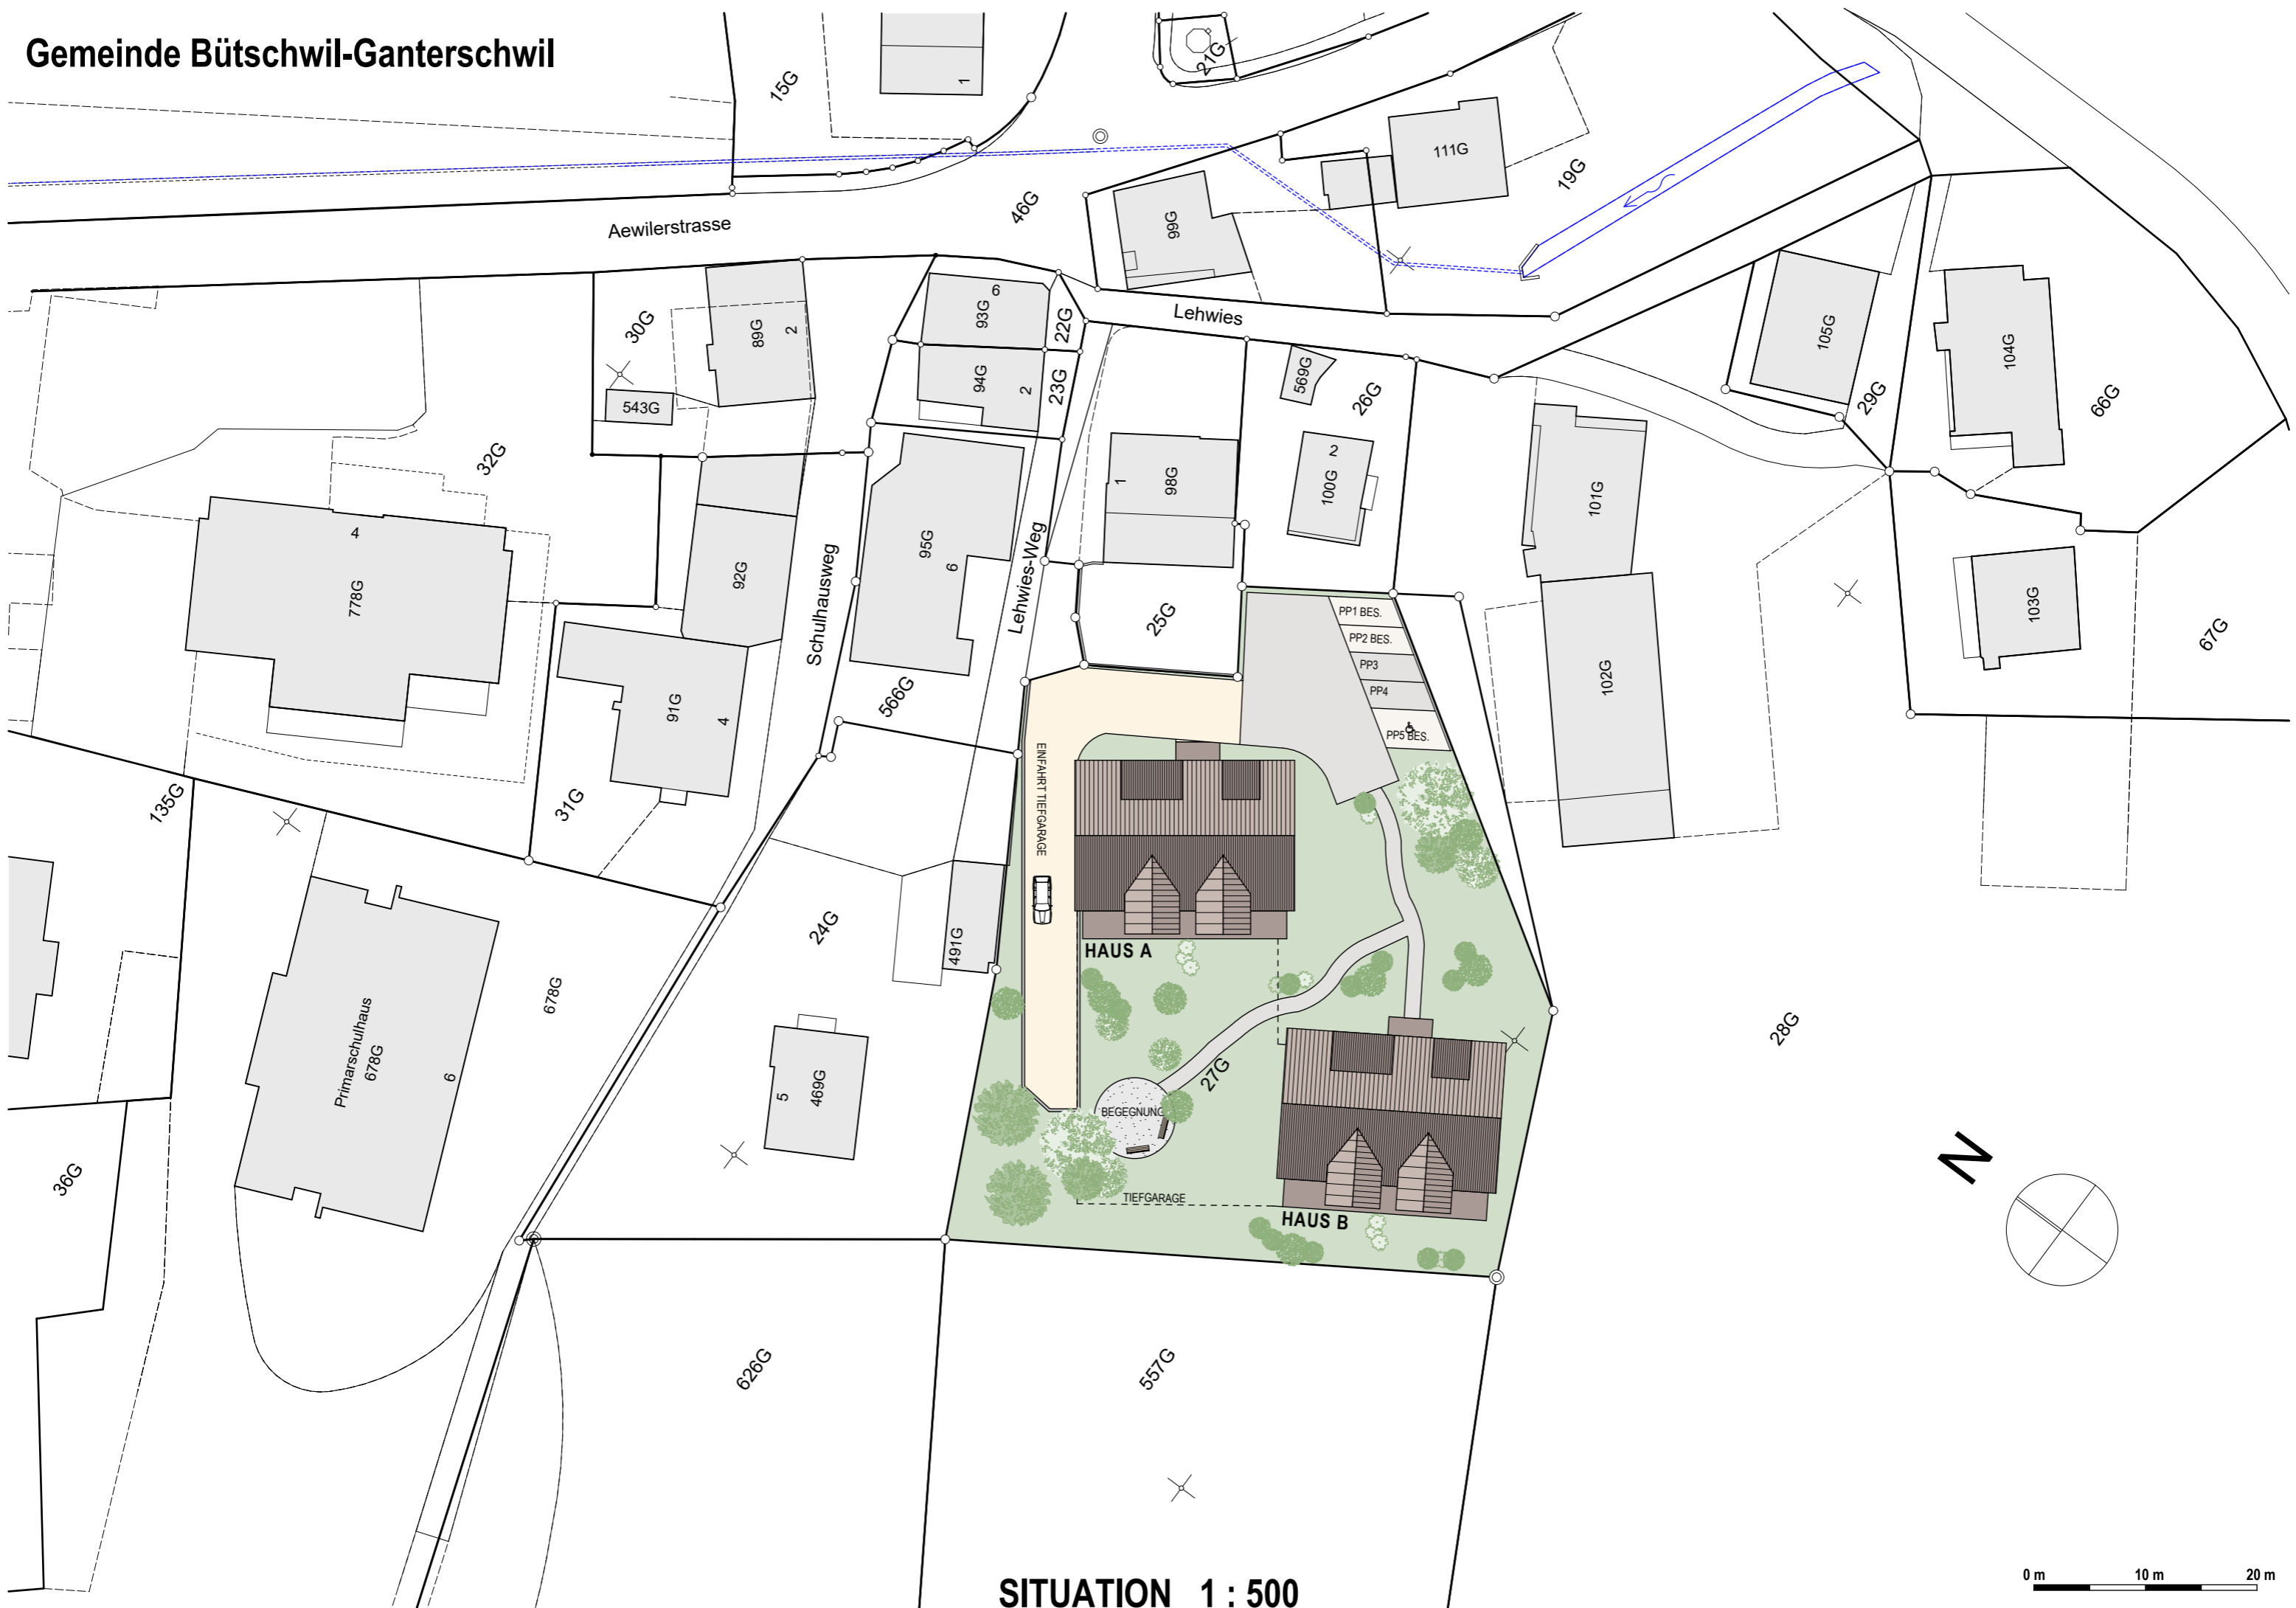 Gemeinde Bütschwil-Ganterschwil
15G
1
21G
111G
19G
46G
99G
Aewilerstrasse
Lehwies
30G
89G
2
6
93G
22G
94G
2
23G
543G
569G
26G
105G
104G
29G
66G
32G
4
778G
92G
Schulhausweg
95G
6
Lehwies-Weg
1
98G
2
100G
101G
25G
102G
103G
67G
91G
4
566G
PP1 BES.
PP2 BES.
PP3
PP4
PP5 BES.
EINFAHRT TIEFGARAGE
135G
31G
24G
491G
HAUS A
Primarschulhaus
678G
6
678G
5
469G
28G
27G
BEGEGNUNG
TIEFGARAGE
HAUS B
36G
N
626G
557G
SITUATION 1 : 500
0 m 10 m 20 m